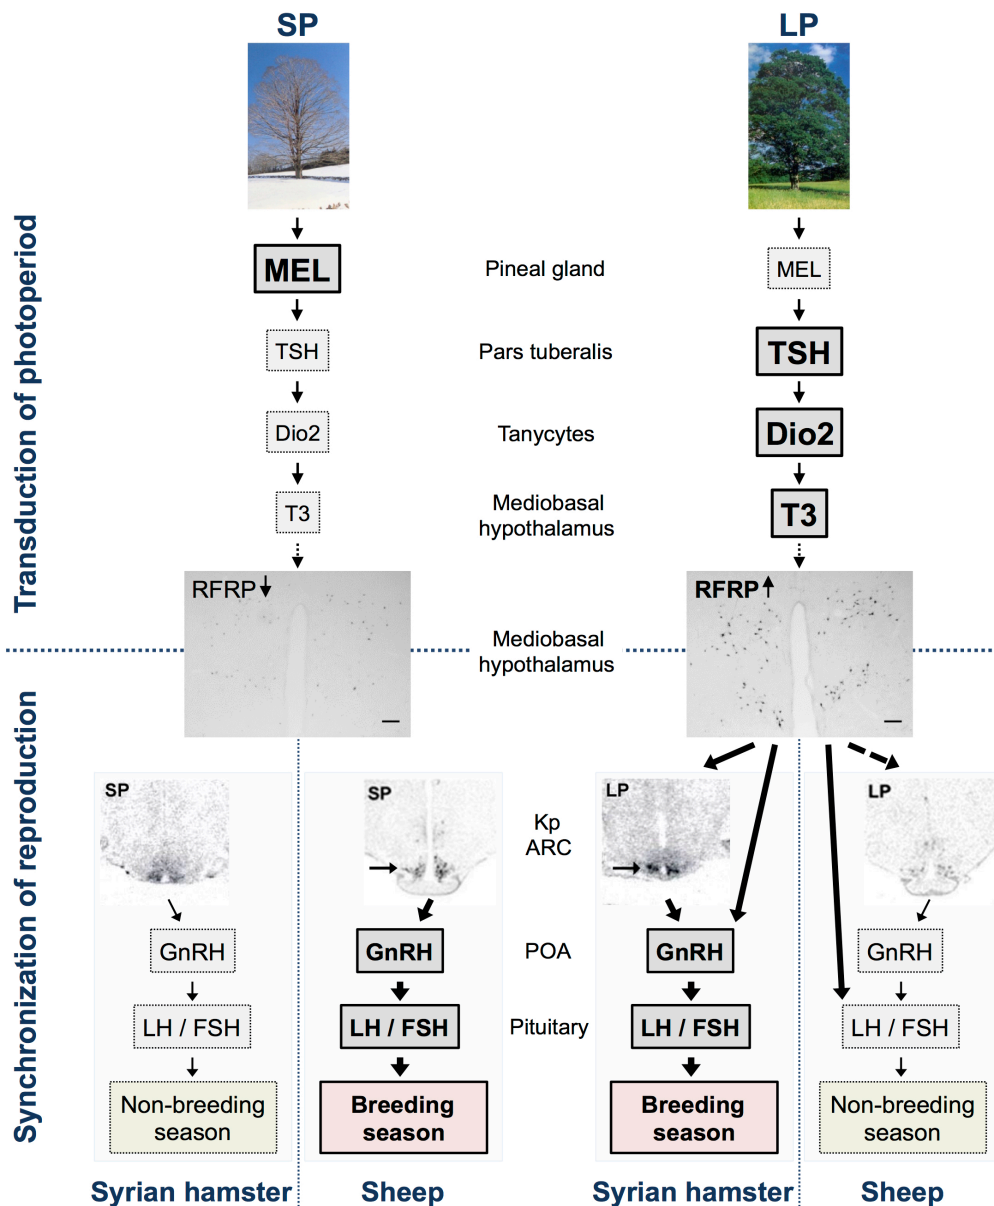 SP
LP
Transduction of photoperiod
MEL
Pineal gland
MEL
TSH
Pars tuberalis
TSH
Dio2
Tanycytes
Dio2
T3
Mediobasal
hypothalamus
T3
RFRP
RFRP
Mediobasal
hypothalamus
Synchronization of reproduction
SP
SP
Kp
ARC
LP
LP
GnRH
GnRH
POA
GnRH
GnRH
LH / FSH
LH / FSH
Pituitary
LH / FSH
LH / FSH
Non-breeding
season
Breeding
season
Breeding
season
Non-breeding
season
Syrian hamster
Sheep
Syrian hamster
Sheep